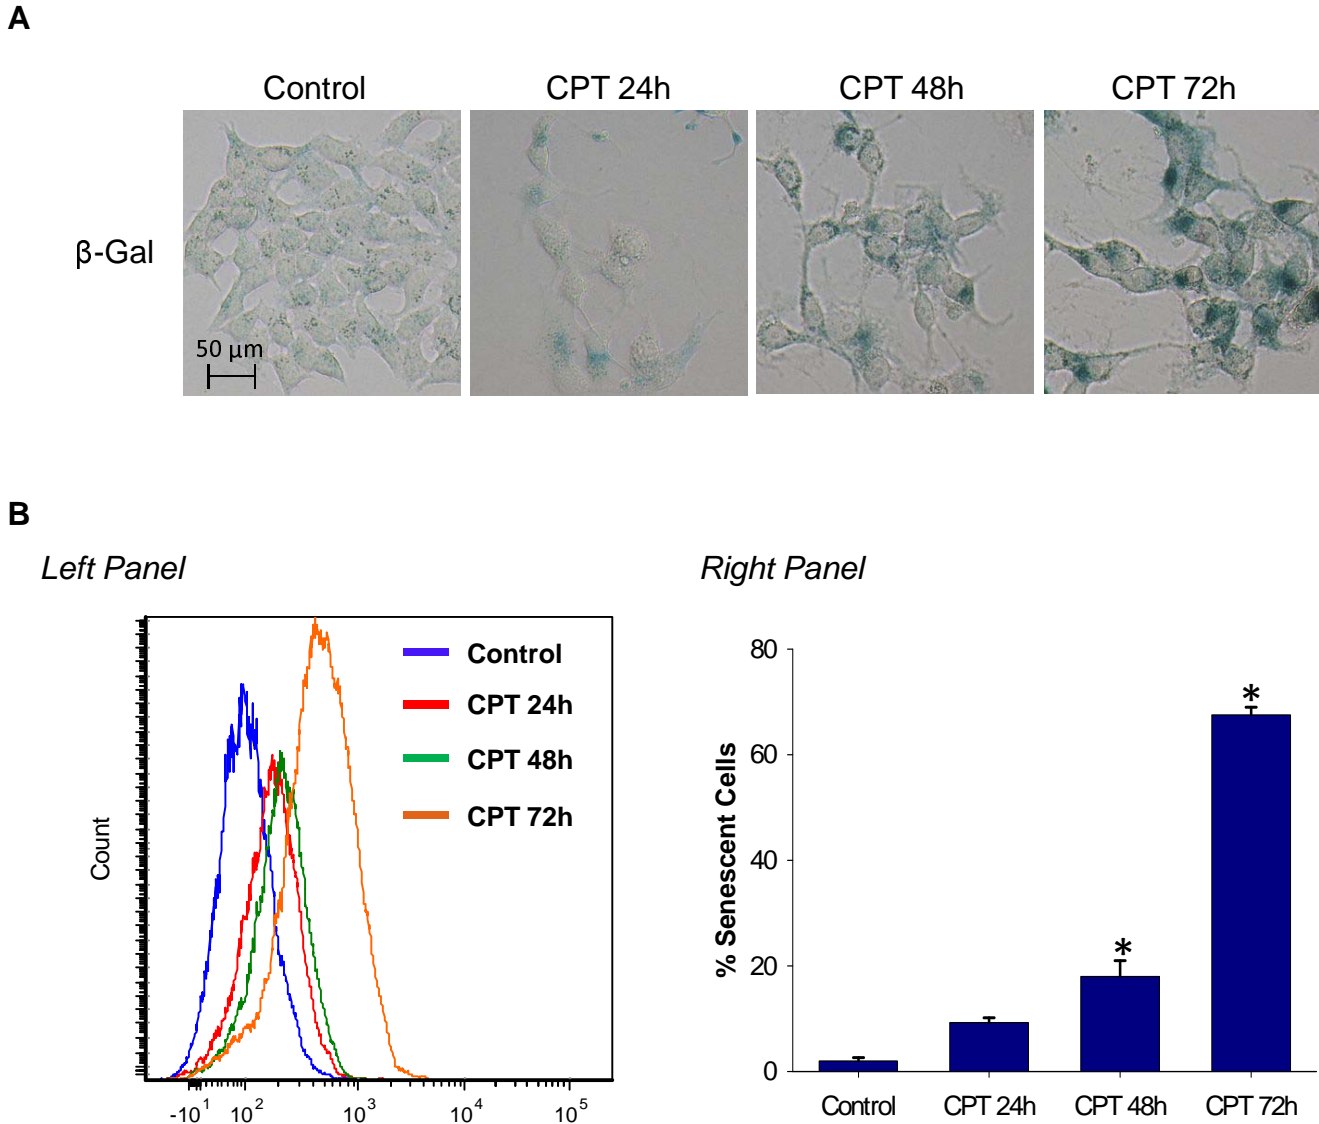 A
Control
CPT 24h
CPT 48h
CPT 72h
β-Gal
50 µm
B
Left Panel
Right Panel
Count
Control
CPT 24h
CPT 48h
CPT 72h
-10¹ 10² 10³ 10⁴ 10⁵
% Senescent Cells
80
60
40
20
0
*
*
Control CPT 24h CPT 48h CPT 72h